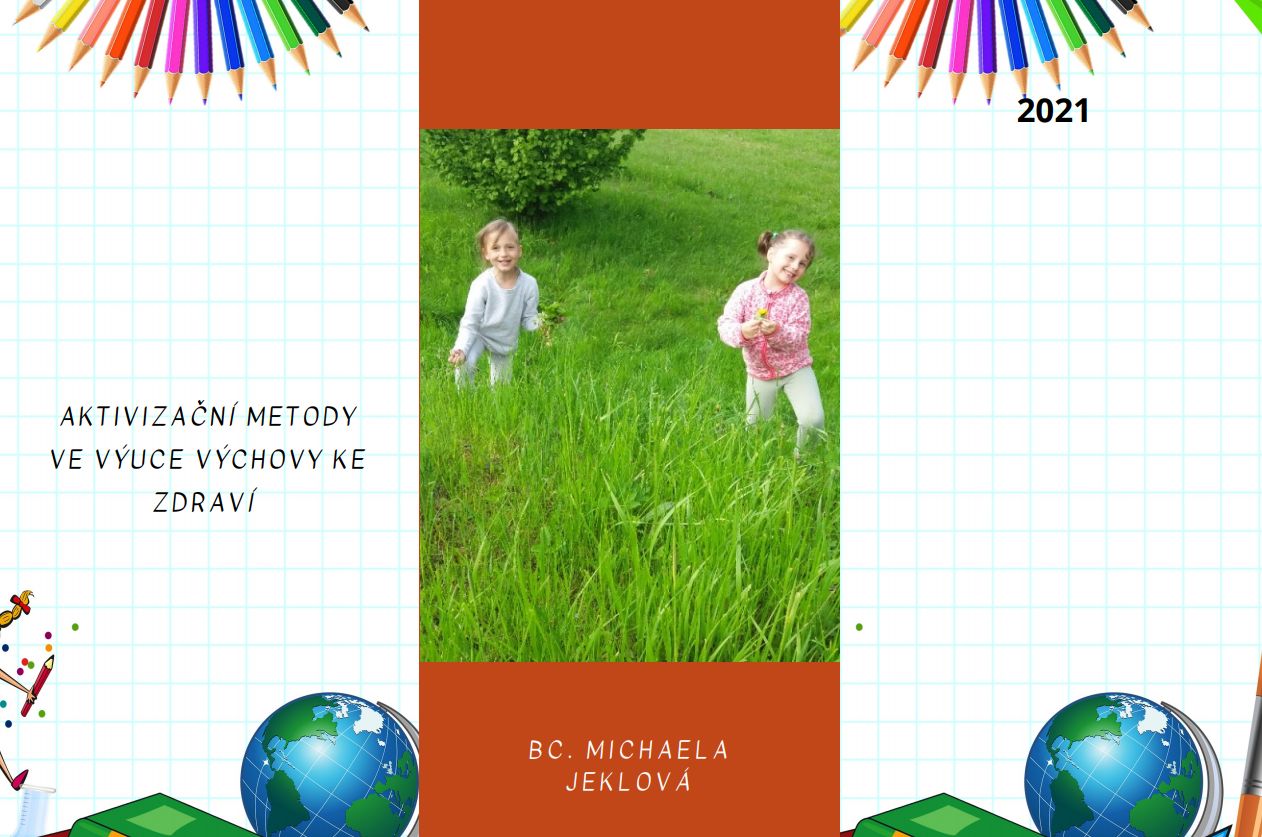 AKTIVIZAČNÍ METODY
VE VÝUCE VÝCHOVY KE
ZDRAVÍ
BC. MICHAELA
JEKLOVÁ
2021